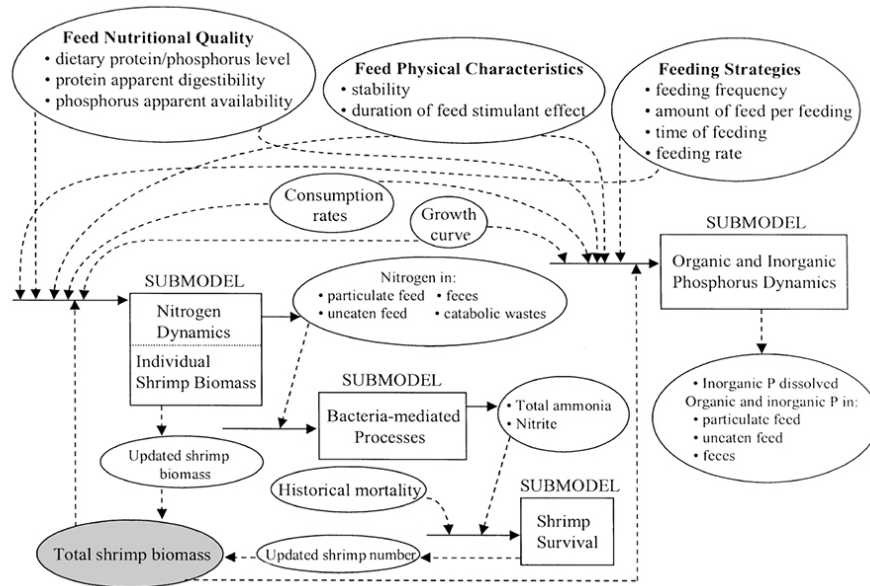 Feed Nutritional Quality
• dietary protein/phosphorus level
• protein apparent digestibility
• phosphorus apparent availability
Feed Physical Characteristics
• stability
• duration of feed stimulant effect
Feeding Strategies
• feeding frequency
• amount of feed per feeding
• time of feeding
• feeding rate
Consumption
rates
Growth
curve
SUBMODEL
Organic and Inorganic
Phosphorus Dynamics
SUBMODEL
Nitrogen
Dynamics
Individual
Shrimp Biomass
Nitrogen in:
• particulate feed • feces
• uneaten feed • catabolic wastes
SUBMODEL
Bacteria-mediated
Processes
• Total ammonia
• Nitrite
• Inorganic P dissolved
Organic and inorganic P in:
• particulate feed
• uneaten feed
• feces
Updated shrimp
biomass
Historical mortality
SUBMODEL
Shrimp
Survival
Total shrimp biomass
Updated shrimp number